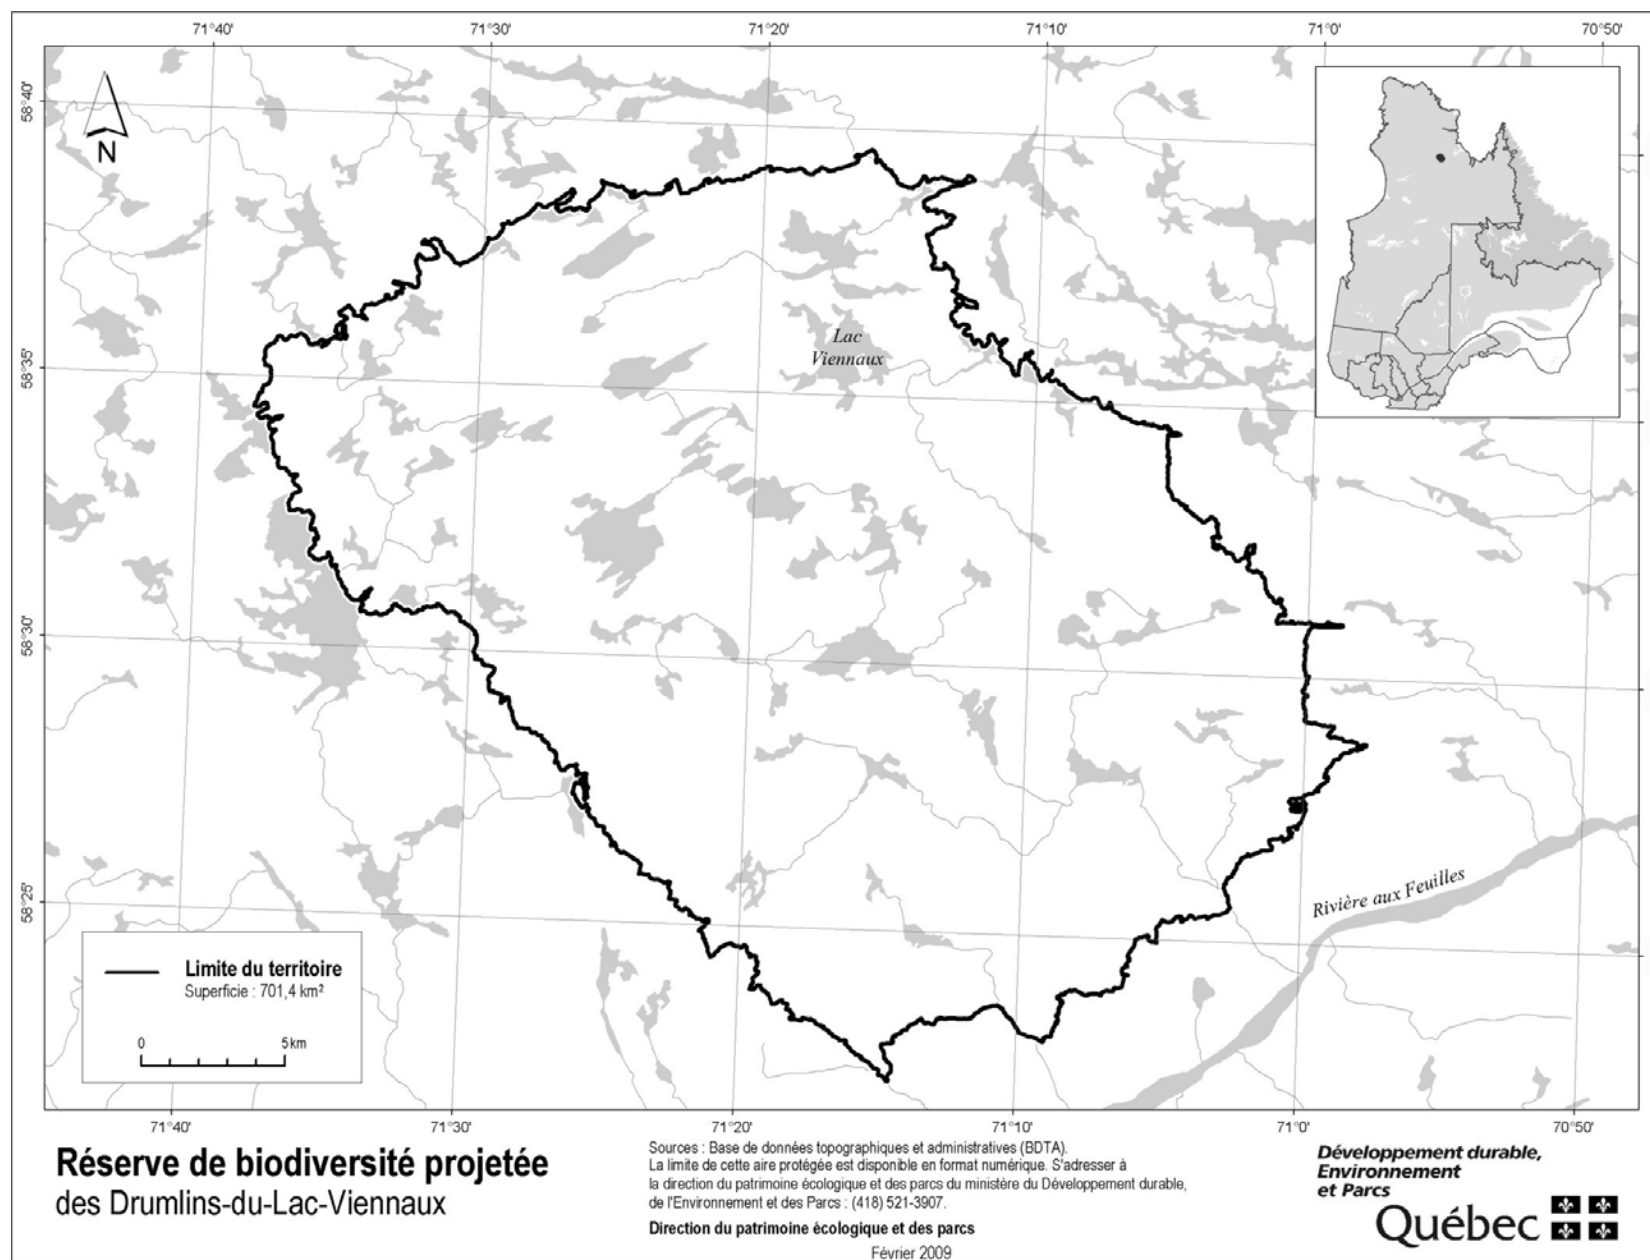 71°40'
71°30'
71°20'
71°10'
71°0'
70°50'
58°40'
58°35'
58°30'
58°25'
N
Lac
Viennaux
Rivière aux Feuilles
Limite du territoire
Superficie : 701,4 km²
0
5 km
71°40'
71°30'
71°20'
71°10'
71°0'
70°50'
Réserve de biodiversité projetée
des Drumlins-du-Lac-Viennaux
Sources : Base de données topographiques et administratives (BDTA).
La limite de cette aire protégée est disponible en format numérique. S'adresser à
la direction du patrimoine écologique et des parcs du ministère du Développement durable,
de l'Environnement et des Parcs : (418) 521-3907.
Direction du patrimoine écologique et des parcs
Février 2009
Développement durable,
Environnement
et Parcs
Québec